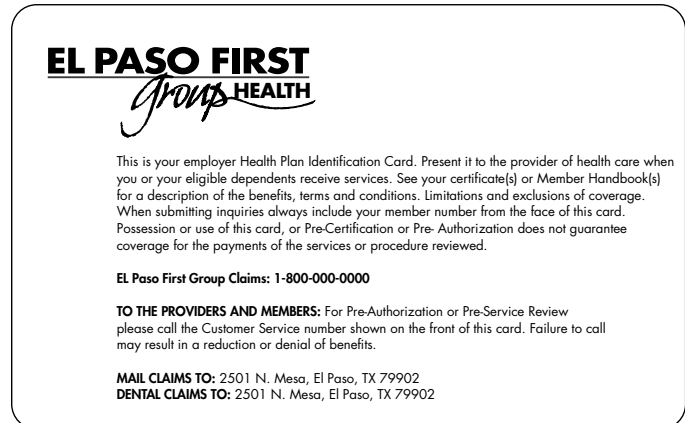 EL PASO FIRST
Group HEALTH
This is your employer Health Plan Identification Card. Present it to the provider of health care when
you or your eligible dependents receive services. See your certificate(s) or Member Handbook(s)
for a description of the benefits, terms and conditions. Limitations and exclusions of coverage.
When submitting inquiries always include your member number from the face of this card.
Possession or use of this card, or Pre-Certification or Pre- Authorization does not guarantee
coverage for the payments of the services or procedure reviewed.
EL Paso First Group Claims: 1-800-000-0000
TO THE PROVIDERS AND MEMBERS: For Pre-Authorization or Pre-Service Review
please call the Customer Service number shown on the front of this card. Failure to call
may result in a reduction or denial of benefits.
MAIL CLAIMS TO: 2501 N. Mesa, El Paso, TX 79902
DENTAL CLAIMS TO: 2501 N. Mesa, El Paso, TX 79902